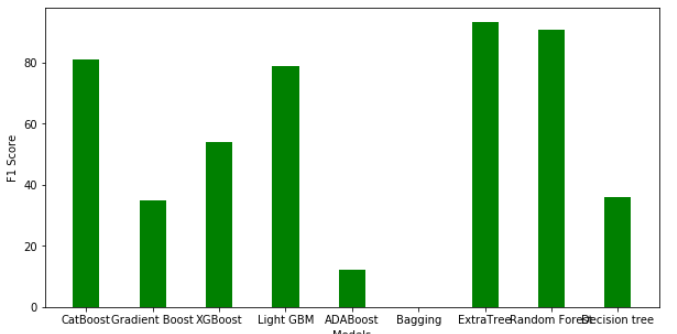 F1 Score
80
60
40
20
0
CatBoost Gradient Boost XGBoost Light GBM ADABoost Bagging ExtraTree Random Forest Decision tree
Models